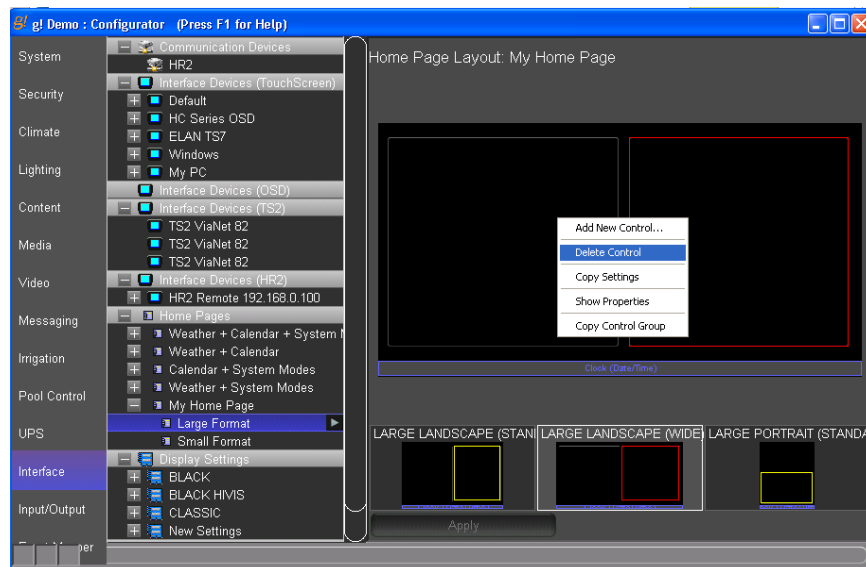 g! g! Demo : Configurator (Press F1 for Help)
System
Security
Climate
Lighting
Content
Media
Video
Messaging
Irrigation
Pool Control
UPS
Interface
Input/Output
Communication Devices
HR2
Interface Devices (TouchScreen)
Default
HC Series OSD
ELAN TS7
Windows
My PC
Interface Devices (OSD)
Interface Devices (TS2)
TS2 ViaNet 82
TS2 ViaNet 82
TS2 ViaNet 82
Interface Devices (HR2)
HR2 Remote 192.168.0.100
Home Pages
Weather + Calendar + System M
Weather + Calendar
Calendar + System Modes
Weather + System Modes
My Home Page
Large Format
Small Format
Display Settings
BLACK
BLACK HIVIS
CLASSIC
New Settings
Home Page Layout: My Home Page
Add New Control...
Delete Control
Copy Settings
Show Properties
Copy Control Group
Clock (Date/Time)
LARGE LANDSCAPE (STAN
LARGE LANDSCAPE (WIDE)
LARGE PORTRAIT (STANDA
Apply